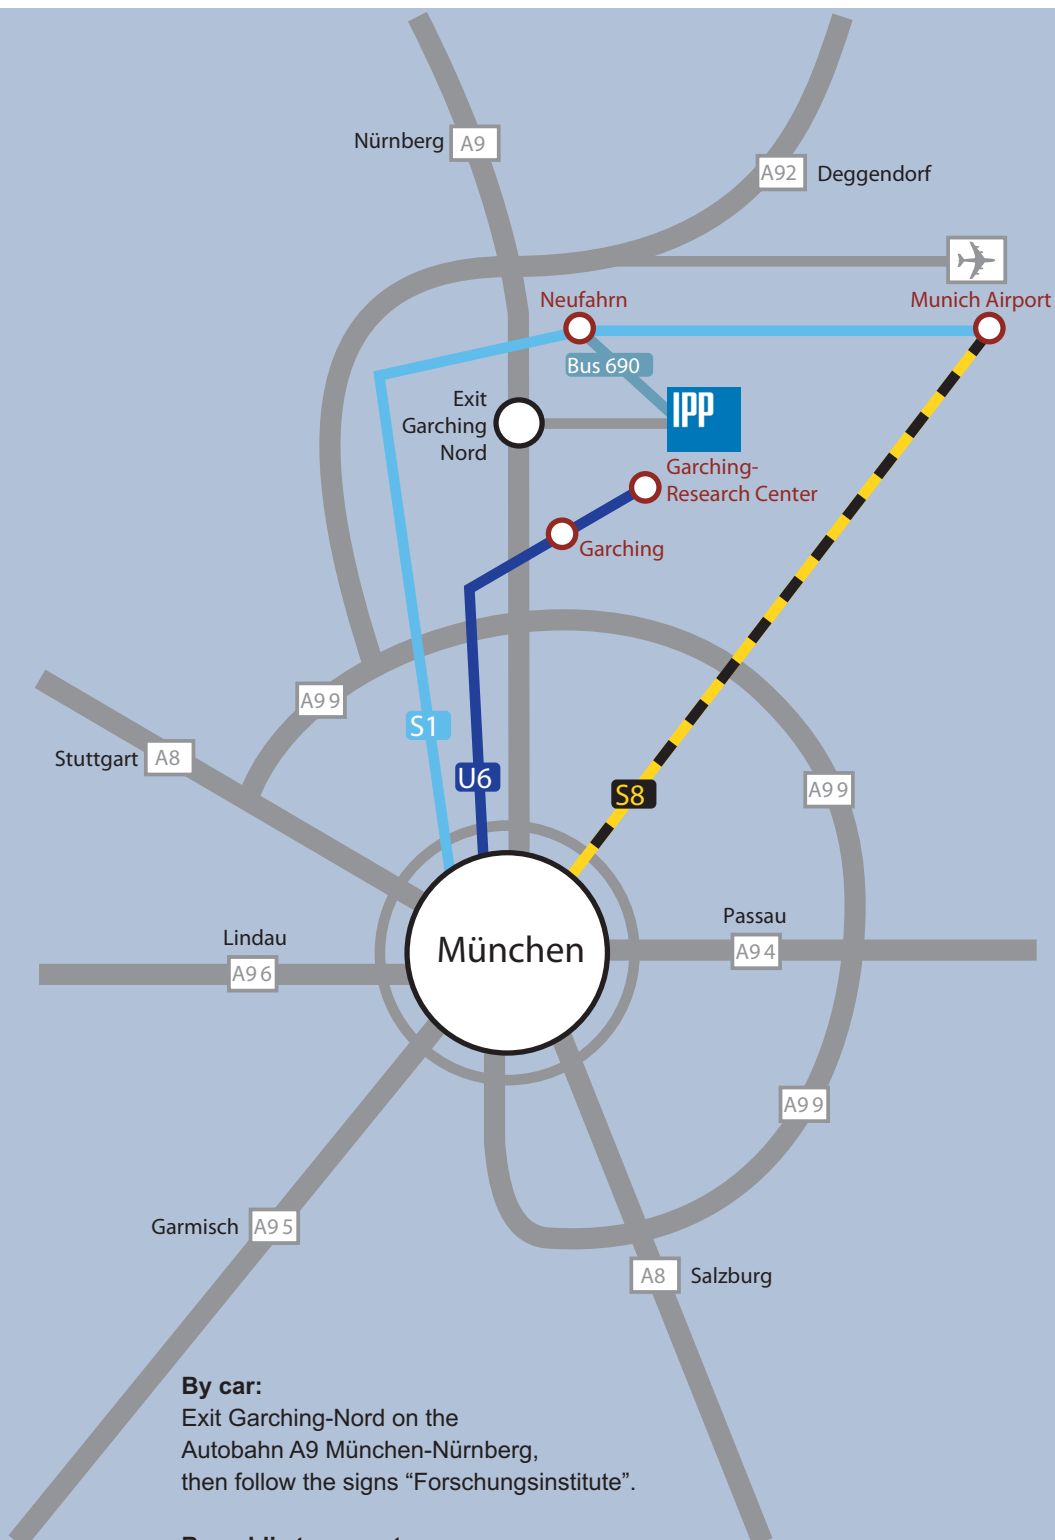 Nürnberg
A9
A92
Deggendorf
Neufahrn
Munich Airport
Bus 690
Exit
Garching
Nord
IPP
Garching-
Research Center
Garching
A99
S1
Stuttgart
A8
U6
S8
A99
Passau
Lindau
München
A94
A96
A99
Garmisch
A95
A8
Salzburg
By car:
Exit Garching-Nord on the
Autobahn A9 München-Nürnberg,
then follow the signs “Forschungsinstitute”.